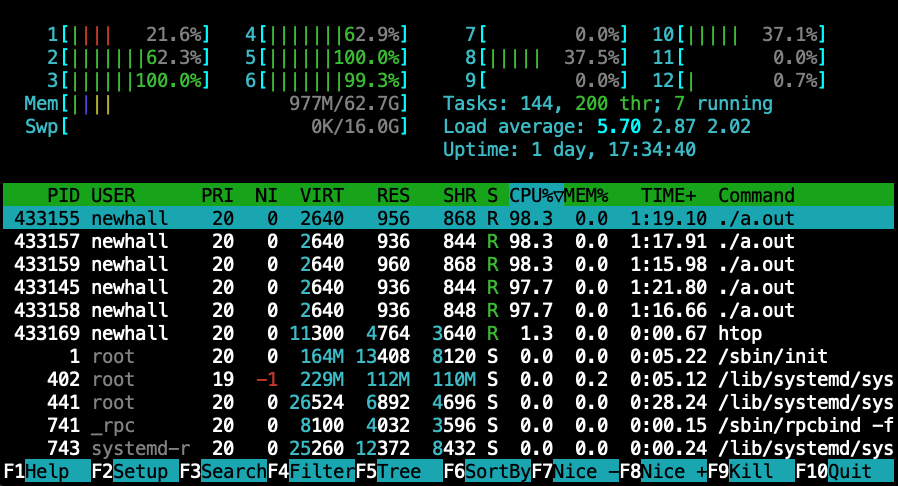 1[||||   21.6%]   4[|||||||62.9%]   7[   0.0%]   10[|||||  37.1%]
2[|||||||62.3%]   5[||||||100.0%]   8[|||||  37.5%]   11[   0.0%]
3[||||||100.0%]   6[|||||||99.3%]   9[   0.0%]   12[|   0.7%]
Mem[||||   977M/62.7G]   Tasks: 144, 200 thr; 7 running
Swp[   0K/16.0G]   Load average: 5.70 2.87 2.02
Uptime: 1 day, 17:34:40
PID USER PRI NI VIRT RES SHR S CPU%▽MEM% TIME+ Command
433155 newhall 20 0 2640 956 868 R 98.3 0.0 1:19.10 ./a.out
433157 newhall 20 0 2640 936 844 R 98.3 0.0 1:17.91 ./a.out
433159 newhall 20 0 2640 960 868 R 98.3 0.0 1:15.98 ./a.out
433145 newhall 20 0 2640 936 844 R 97.7 0.0 1:21.80 ./a.out
433158 newhall 20 0 2640 936 848 R 97.7 0.0 1:16.66 ./a.out
433169 newhall 20 0 11300 4764 3640 R 1.3 0.0 0:00.67 htop
1 root 20 0 164M 13408 8120 S 0.0 0.0 0:05.22 /sbin/init
402 root 19 -1 229M 112M 110M S 0.0 0.2 0:05.12 /lib/systemd/sys
441 root 20 0 26524 6892 4696 S 0.0 0.0 0:28.24 /lib/systemd/sys
741 _rpc 20 0 8100 4032 3596 S 0.0 0.0 0:00.15 /sbin/rpcbind -f
743 systemd-r 20 0 25260 12372 8432 S 0.0 0.0 0:00.24 /lib/systemd/sys
F1Help F2Setup F3SearchF4FilterF5Tree F6SortByF7Nice -F8Nice +F9Kill F10Quit